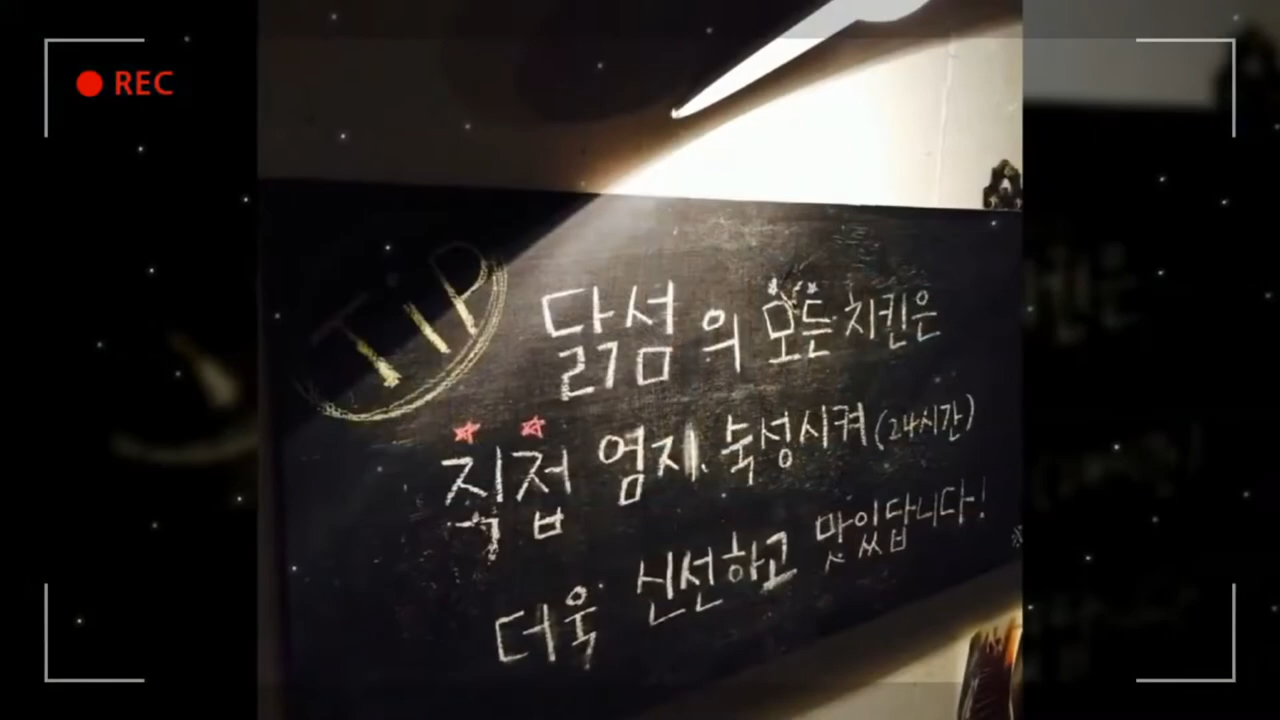 REC
TiP
닭섬의 모든 치킨은
직접 엄지.숙성시켜(24시간)
더욱 신선하고 맛있답니다!